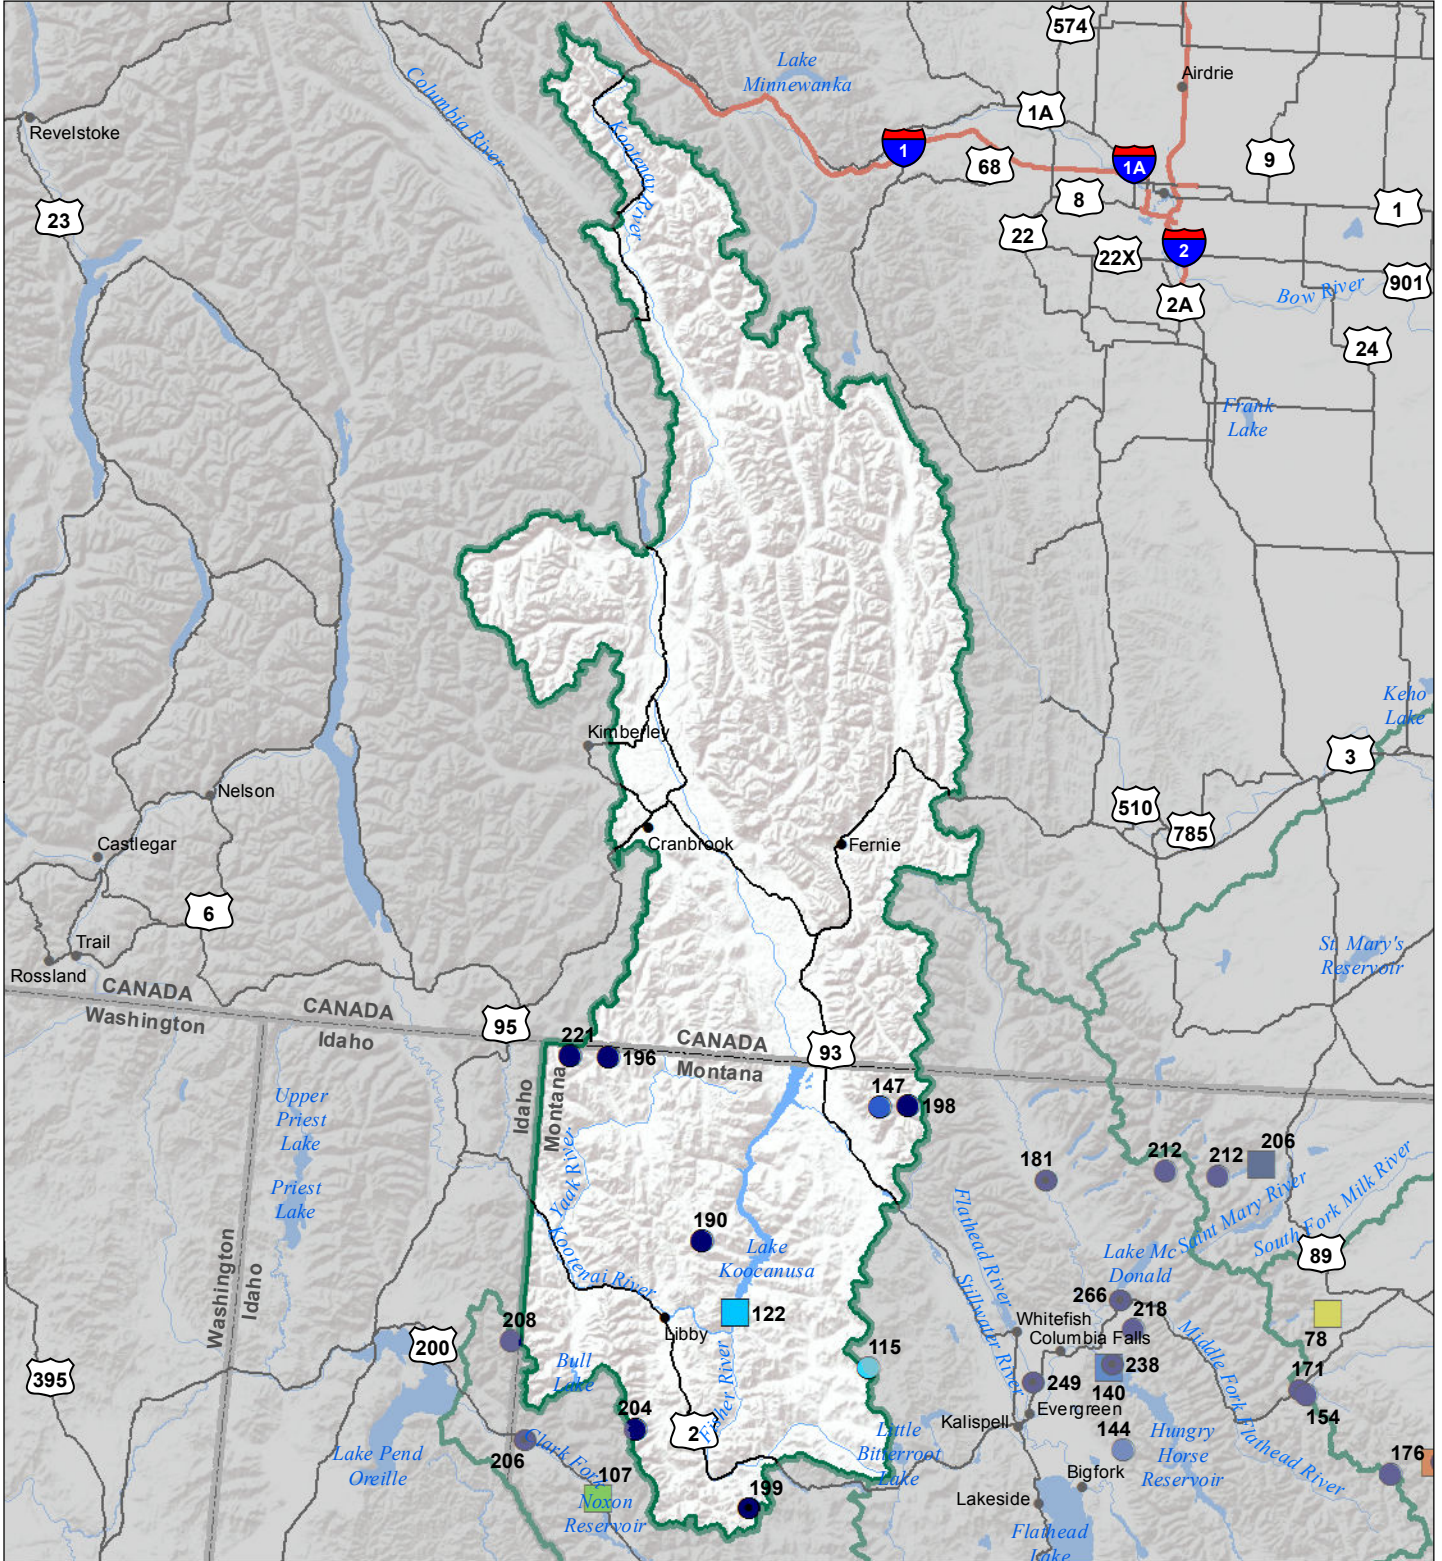 574
Lake
Minnewanka
Airdrie
Columbia River
1A
Revelstoke
Kootenay River
1
68
1A
9
8
23
22
1
22X
2
901
Bow River
2A
24
Frank
Lake
Keho
Lake
Kimberley
3
Nelson
510
785
Castlegar
Cranbrook
Fernie
6
Trail
Rossland
St. Mary's
Reservoir
CANADA
Washington
CANADA
Idaho
95
221
196
CANADA
Montana
93
Idaho
Montana
147
198
Upper
Priest
Lake
Priest
Lake
Yaak River
181
212
212
206
Saint Mary River
South Fork Milk River
89
Washington
Idaho
190
Kootenai River
Lake
Koocanusa
Flathead River
Stillwater River
Lake Mc
Donald
266
218
122
78
Libby
208
200
Whitefish
Columbia Falls
Middle Fork Flathead River
395
Bull
Lake
115
238
140
249
171
154
Evergreen
Fisher River
204
2
Kalispell
Clark Fork
206
Lake Pend
Oreille
107
Noxon
Reservoir
Little
Bitterroot
Lake
144
Hungry
Horse
Reservoir
176
Bigfork
199
Lakeside
Flathead
Lake